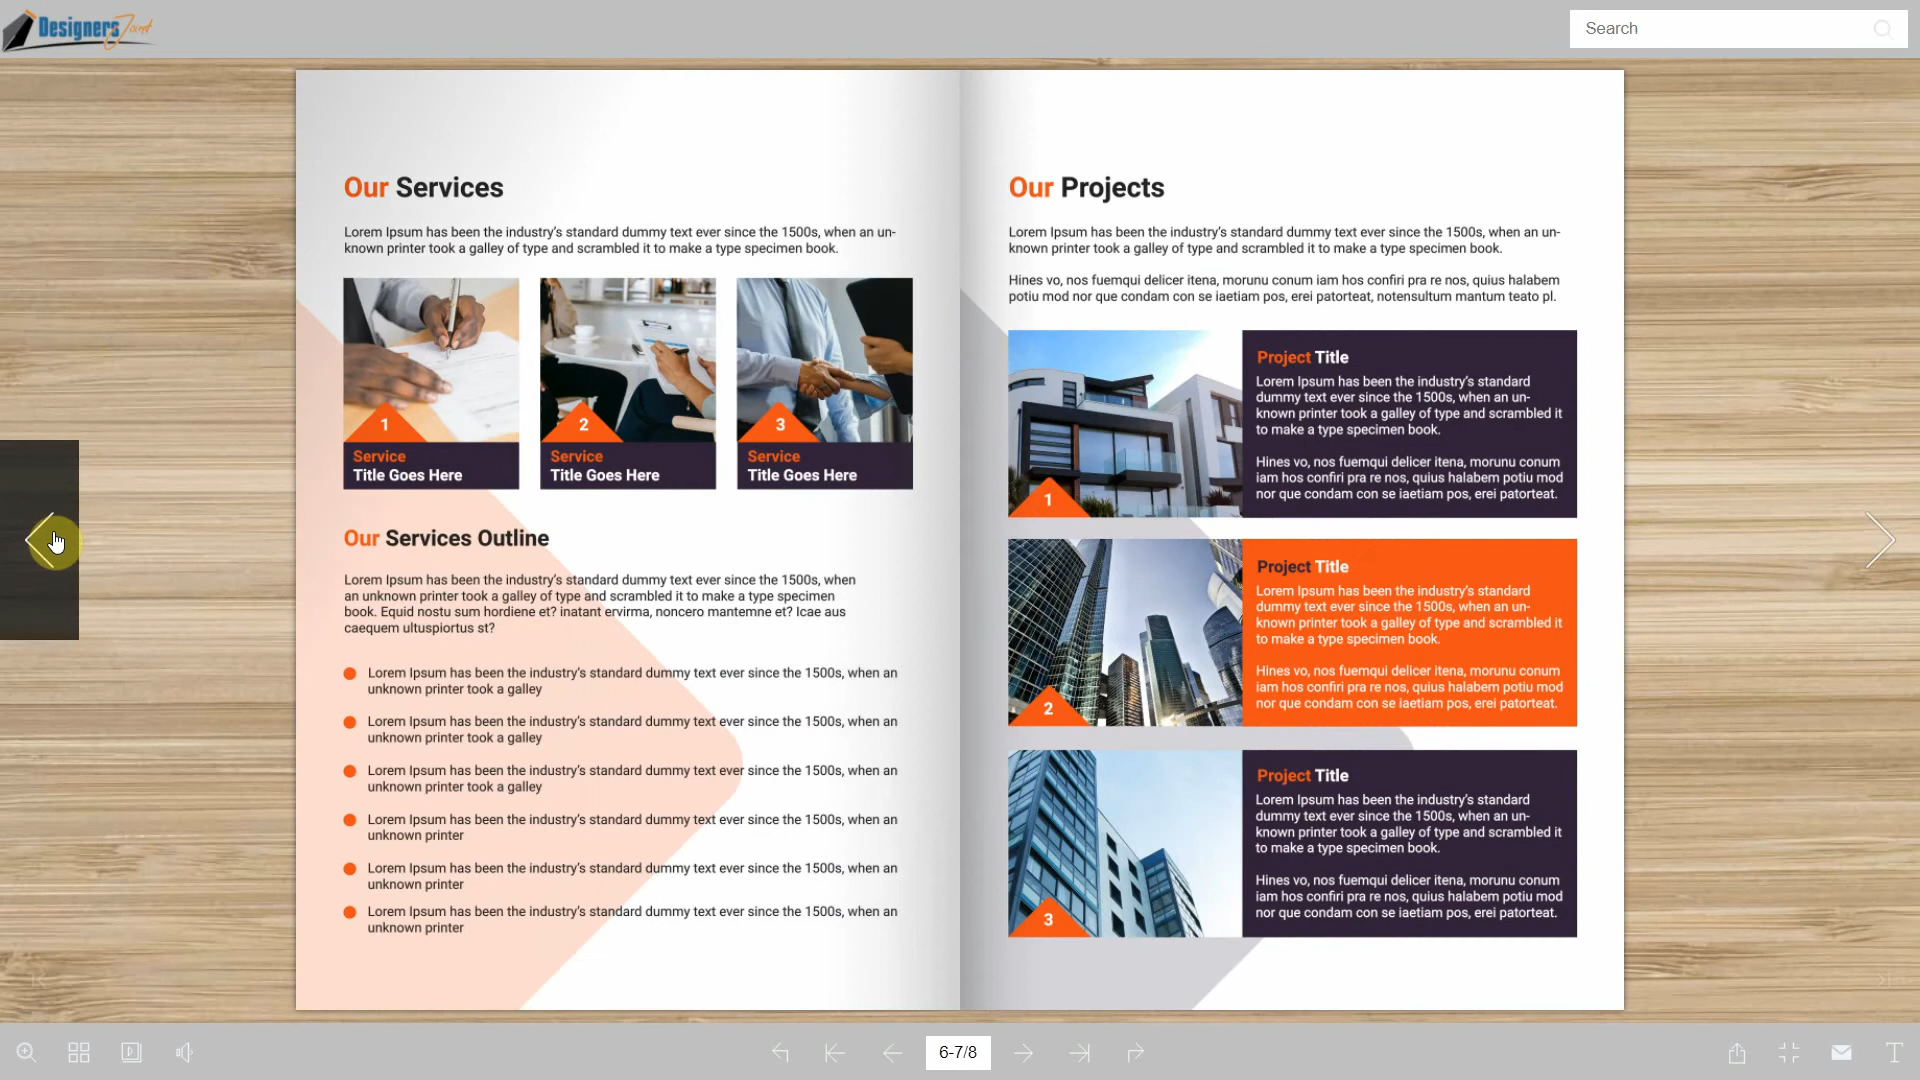 Designers Joint
Search
Our Services
Lorem Ipsum has been the industry's standard dummy text ever since the 1500s, when an un-
known printer took a galley of type and scrambled it to make a type specimen book.
1
Service
Title Goes Here
2
Service
Title Goes Here
3
Service
Title Goes Here
Our Services Outline
Lorem Ipsum has been the industry's standard dummy text ever since the 1500s, when
an unknown printer took a galley of type and scrambled it to make a type specimen
book. Equid nostu sum hordiene et? inatant ervirma, noncero mantemne et? Icae aus
caequem ultuspiortus st?
Lorem Ipsum has been the industry's standard dummy text ever since the 1500s, when an
unknown printer took a galley
Lorem Ipsum has been the industry's standard dummy text ever since the 1500s, when an
unknown printer took a galley
Lorem Ipsum has been the industry's standard dummy text ever since the 1500s, when an
unknown printer took a galley
Lorem Ipsum has been the industry's standard dummy text ever since the 1500s, when an
unknown printer
Lorem Ipsum has been the industry's standard dummy text ever since the 1500s, when an
unknown printer
Lorem Ipsum has been the industry's standard dummy text ever since the 1500s, when an
unknown printer
Our Projects
Lorem Ipsum has been the industry's standard dummy text ever since the 1500s, when an un-
known printer took a galley of type and scrambled it to make a type specimen book.
Hines vo, nos fuemqui delicer itena, morunu conum iam hos confiri pra re nos, quius halabem
potiu mod nor que condam con se iaetiam pos, erei patorteat, notensultum mantum teato pl.
1
Project Title
Lorem Ipsum has been the industry's standard
dummy text ever since the 1500s, when an un-
known printer took a galley of type and scrambled it
to make a type specimen book.
Hines vo, nos fuemqui delicer itena, morunu conum
iam hos confiri pra re nos, quius halabem potiu mod
nor que condam con se iaetiam pos, erei patorteat.
2
Project Title
Lorem Ipsum has been the industry's standard
dummy text ever since the 1500s, when an un-
known printer took a galley of type and scrambled it
to make a type specimen book.
Hines vo, nos fuemqui delicer itena, morunu conum
iam hos confiri pra re nos, quius halabem potiu mod
nor que condam con se iaetiam pos, erei patorteat.
3
Project Title
Lorem Ipsum has been the industry's standard
dummy text ever since the 1500s, when an un-
known printer took a galley of type and scrambled it
to make a type specimen book.
Hines vo, nos fuemqui delicer itena, morunu conum
iam hos confiri pra re nos, quius halabem potiu mod
nor que condam con se iaetiam pos, erei patorteat.
6-7/8